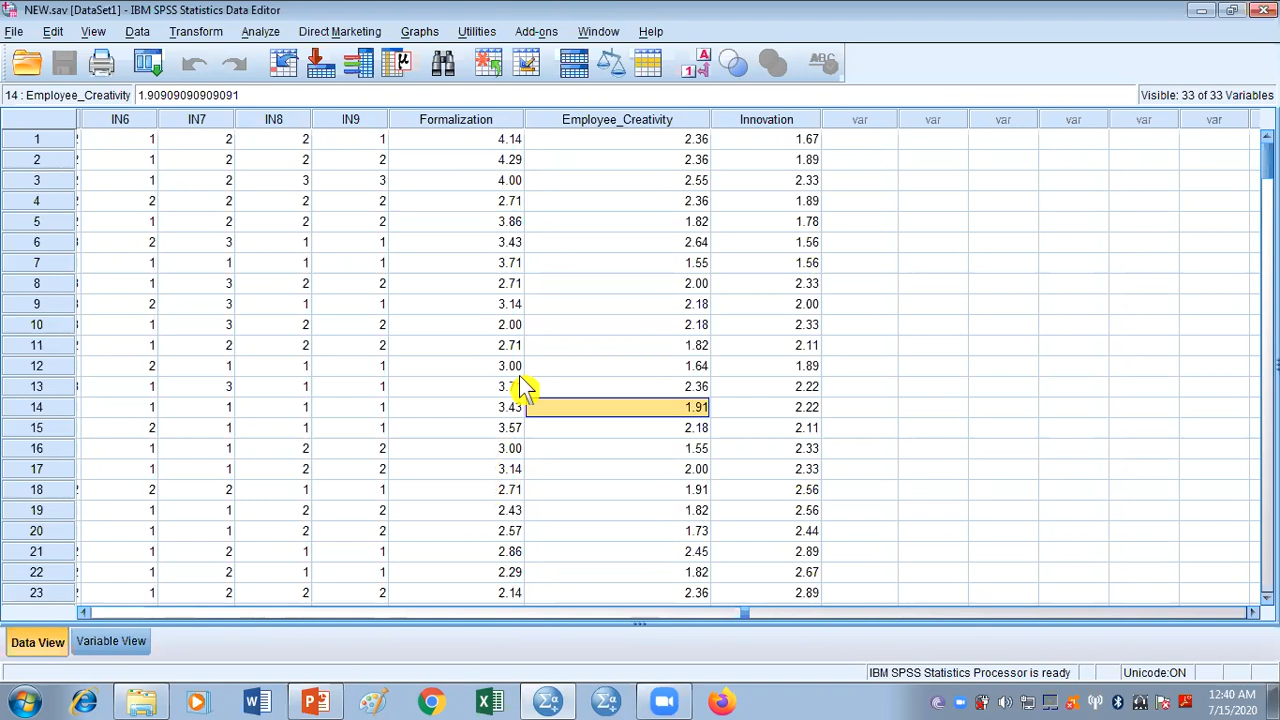 NEW.sav [DataSet1] - IBM SPSS Statistics Data Editor
File Edit View Data Transform Analyze Direct Marketing Graphs Utilities Add-ons Window Help
14 : Employee_Creativity 1.90909090909091 Visible: 33 of 33 Variables
IN6 IN7 IN8 IN9 Formalization Employee_Creativity Innovation var var var var var var
1 1 2 2 1 4.14 2.36 1.67
2 1 2 2 2 4.29 2.36 1.89
3 1 2 3 3 4.00 2.55 2.33
4 2 2 2 2 2.71 2.36 1.89
5 1 2 2 2 3.86 1.82 1.78
6 2 3 1 1 3.43 2.64 1.56
7 1 1 1 1 3.71 1.55 1.56
8 1 3 2 2 2.71 2.00 2.33
9 2 3 1 1 3.14 2.18 2.00
10 1 3 2 2 2.00 2.18 2.33
11 1 2 2 2 2.71 1.82 2.11
12 2 1 1 1 3.00 1.64 1.89
13 1 3 1 1 2.36 2.22
14 1 1 1 1 3.43 1.91 2.22
15 2 1 1 1 3.57 2.18 2.11
16 1 1 2 2 3.00 1.55 2.33
17 1 1 2 2 3.14 2.00 2.33
18 2 2 1 1 2.71 1.91 2.56
19 1 1 2 2 2.43 1.82 2.56
20 1 1 2 2 2.57 1.73 2.44
21 1 2 1 1 2.86 2.45 2.89
22 1 2 1 1 2.29 1.82 2.67
23 1 2 2 2 2.14 2.36 2.89
Data View Variable View
IBM SPSS Statistics Processor is ready Unicode:ON
12:40 AM
7/15/2020